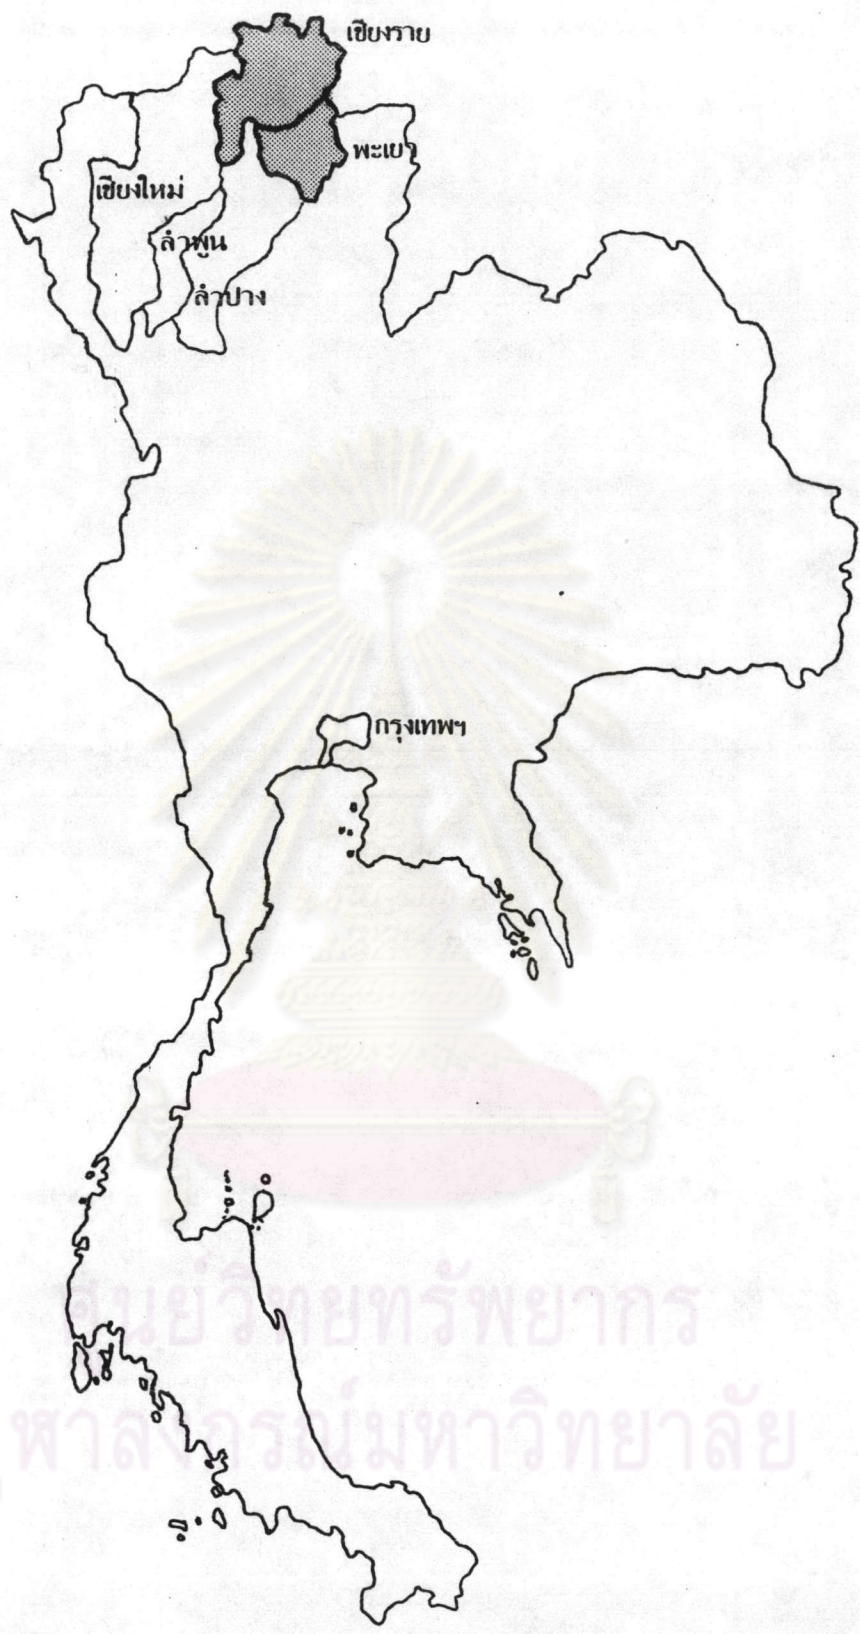 เชียงราย
พะเยา
เชียงใหม่
ลำพูน
ลำปาง
กรุงเทพฯ
ศูนย์วิทยทรัพยากร
จุฬาลงกรณ์มหาวิทยาลัย